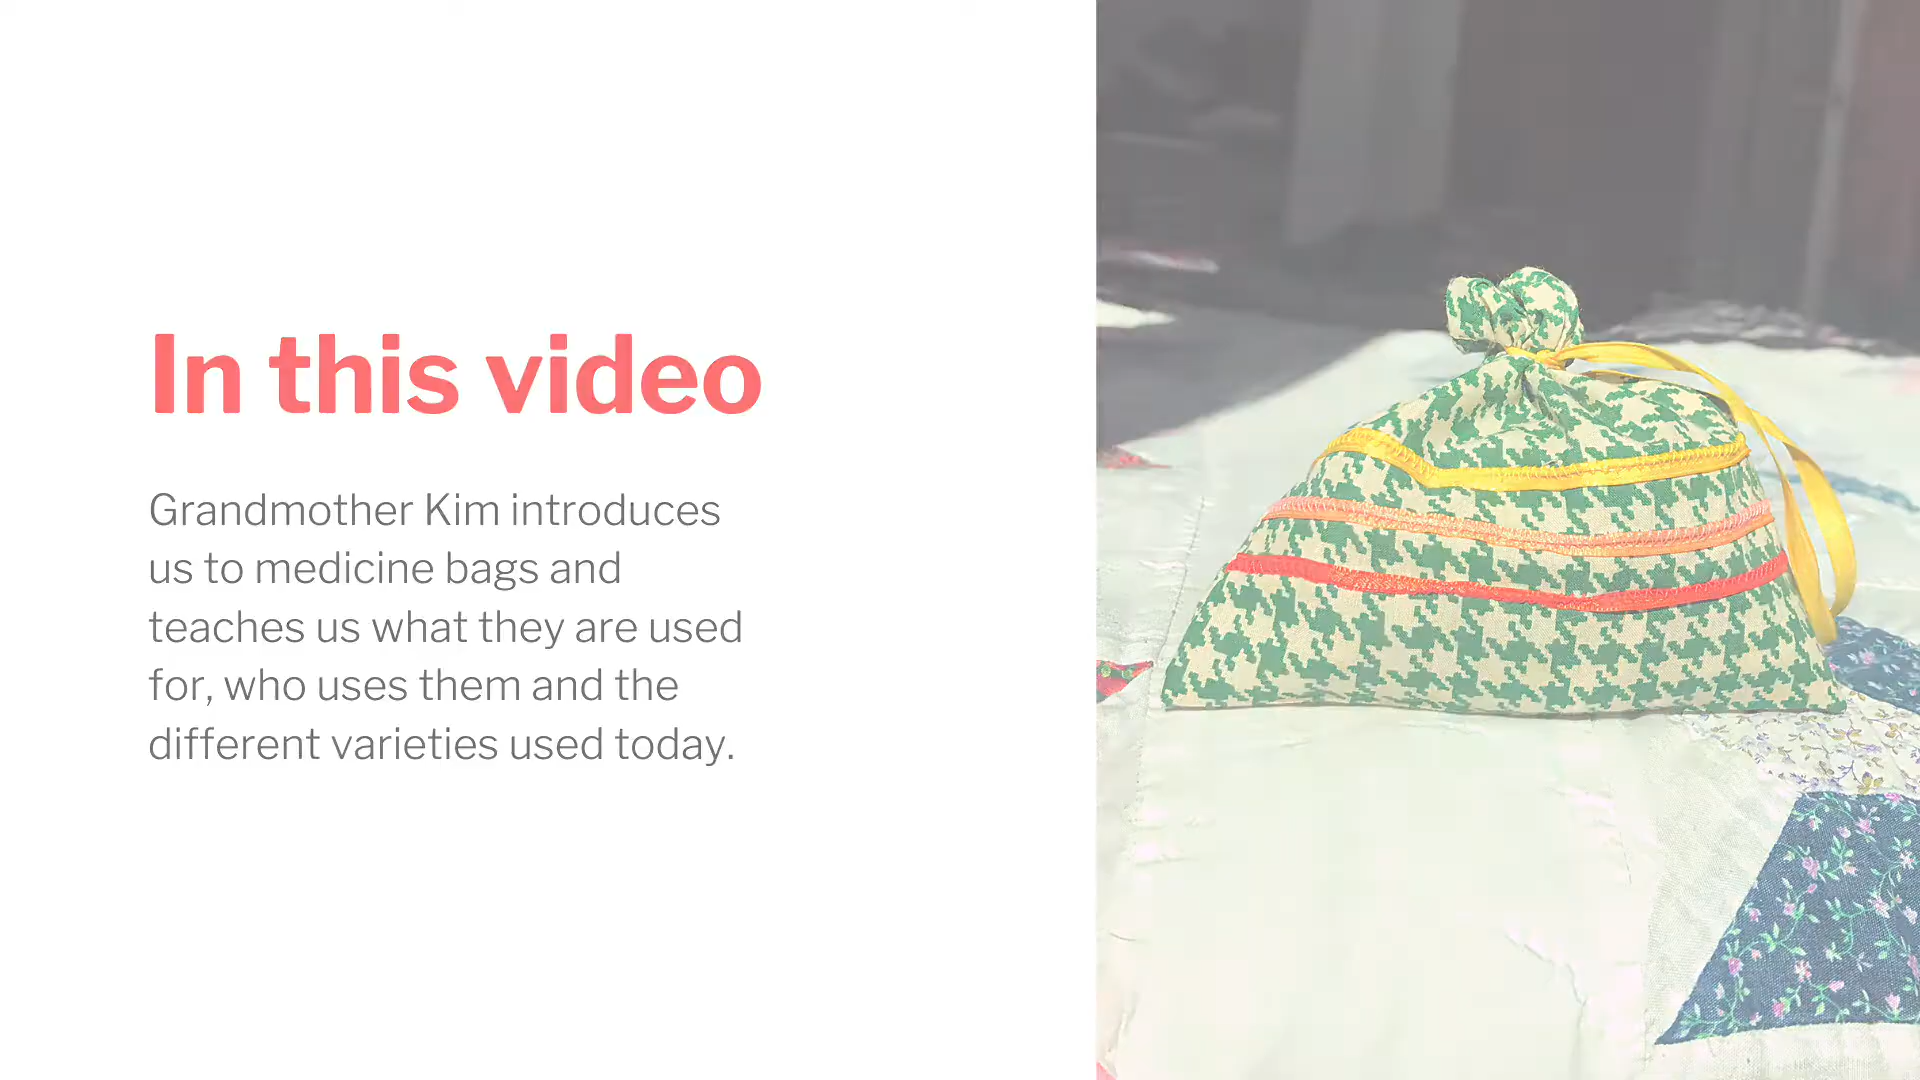 In this video
Grandmother Kim introduces
us to medicine bags and
teaches us what they are used
for, who uses them and the
different varieties used today.